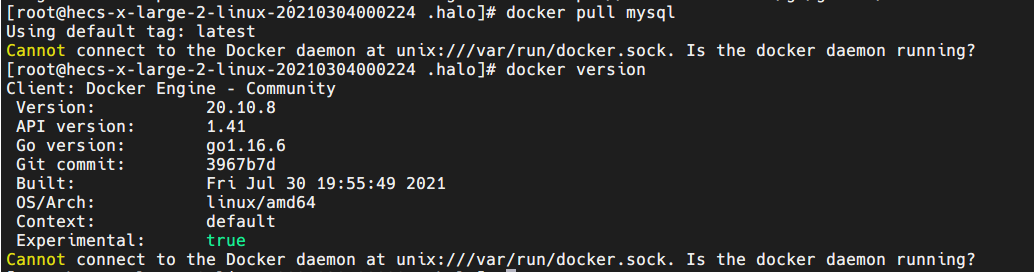 [root@hecs-x-large-2-linux-20210304000224 .halo]# docker pull mysql
Using default tag: latest
Cannot connect to the Docker daemon at unix:///var/run/docker.sock. Is the docker daemon running?
[root@hecs-x-large-2-linux-20210304000224 .halo]# docker version
Client: Docker Engine - Community
Version: 20.10.8
API version: 1.41
Go version: go1.16.6
Git commit: 3967b7d
Built: Fri Jul 30 19:55:49 2021
OS/Arch: linux/amd64
Context: default
Experimental: true
Cannot connect to the Docker daemon at unix:///var/run/docker.sock. Is the docker daemon running?